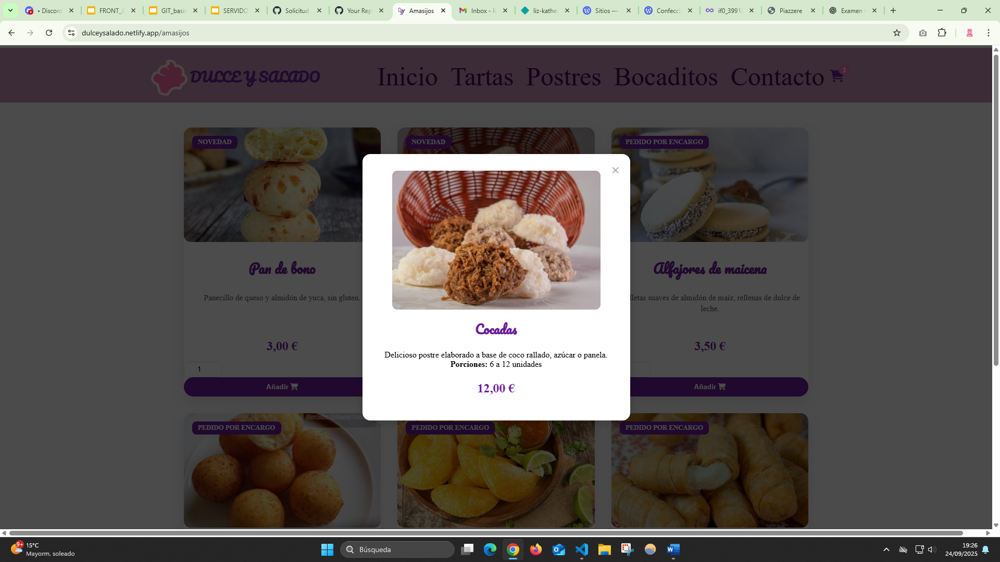 • Discord
FRONT_J
GIT_basic
SERVIDO
Solicitud
Your Rep
Amasijos
Inbox - li
liz-kather
Sitios —
Confecci
if0_3991
Piazzere
Examen
dulceysalado.netlify.app/amasijos
DULCE Y SALADO
Inicio Tartas Postres Bocaditos Contacto 2
NOVEDAD
NOVEDAD
PEDIDO POR ENCARGO
Pan de bono
Alfajores de maicena
Panecillo de queso y almidón de yuca, sin gluten.
lletas suaves de almidón de maíz, rellenas de dulce de
leche.
3,00 €
3,50 €
1
Añadir
Añadir
Cocadas
Delicioso postre elaborado a base de coco rallado, azúcar o panela.
Porciones: 6 a 12 unidades
12,00 €
PEDIDO POR ENCARGO
PEDIDO POR ENCARGO
PEDIDO POR ENCARGO
9+
15°C
Mayorm. soleado
Búsqueda
19:26
24/09/2025